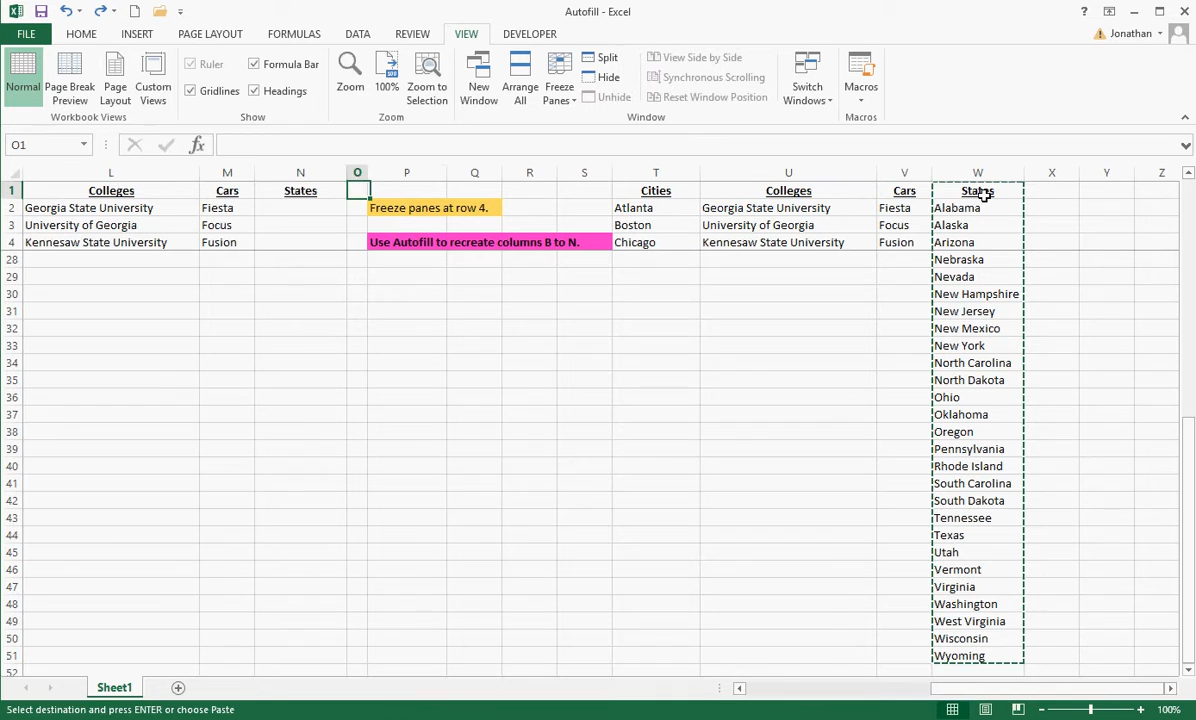 Autofill - Excel
FILE HOME INSERT PAGE LAYOUT FORMULAS DATA REVIEW VIEW DEVELOPER Jonathan
Normal Page Break Preview Page Layout Custom Views
Workbook Views
Ruler Formula Bar
Gridlines Headings
Show
Zoom 100% Zoom to Selection
Zoom
New Window Arrange All Freeze Panes
Split
Hide
Unhide
View Side by Side
Synchronous Scrolling
Reset Window Position
Window
Switch Windows
Macros
Macros
O1 fx
L M N O P Q R S T U V W X Y Z
1 Colleges Cars States Cities Colleges Cars States
2 Georgia State University Fiesta Freeze panes at row 4. Atlanta Georgia State University Fiesta Alabama
3 University of Georgia Focus Boston University of Georgia Focus Alaska
4 Kennesaw State University Fusion Use Autofill to recreate columns B to N. Chicago Kennesaw State University Fusion Arizona
28 Nebraska
29 Nevada
30 New Hampshire
31 New Jersey
32 New Mexico
33 New York
34 North Carolina
35 North Dakota
36 Ohio
37 Oklahoma
38 Oregon
39 Pennsylvania
40 Rhode Island
41 South Carolina
42 South Dakota
43 Tennessee
44 Texas
45 Utah
46 Vermont
47 Virginia
48 Washington
49 West Virginia
50 Wisconsin
51 Wyoming
52
Sheet1
Select destination and press ENTER or choose Paste 100%